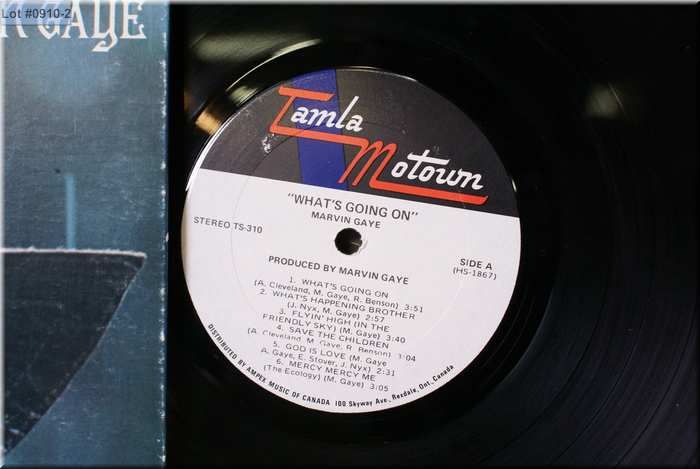 Lot #0910-2
K GAYE
Tamla
Motown
"WHAT'S GOING ON"
MARVIN GAYE
STEREO TS-310
SIDE A
(HS-1867)
PRODUCED BY MARVIN GAYE
1. WHAT'S GOING ON
(A. Cleveland, M. Gaye, R. Benson) 3:51
2. WHAT'S HAPPENING BROTHER
(J. Nyx, M. Gaye) 2:57
3. FLYIN' HIGH (IN THE
FRIENDLY SKY) (M. Gaye) 3:40
4. SAVE THE CHILDREN
(A. Cleveland, M. Gaye, R. Benson) 3:04
5. GOD IS LOVE (M. Gaye
A. Gaye, E. Stover, J. Nyx) 2:31
6. MERCY MERCY ME
(The Ecology) (M. Gaye) 3:05
DISTRIBUTED BY AMPEX MUSIC OF CANADA 100 Skyway Ave., Rexdale, Ont., Canada